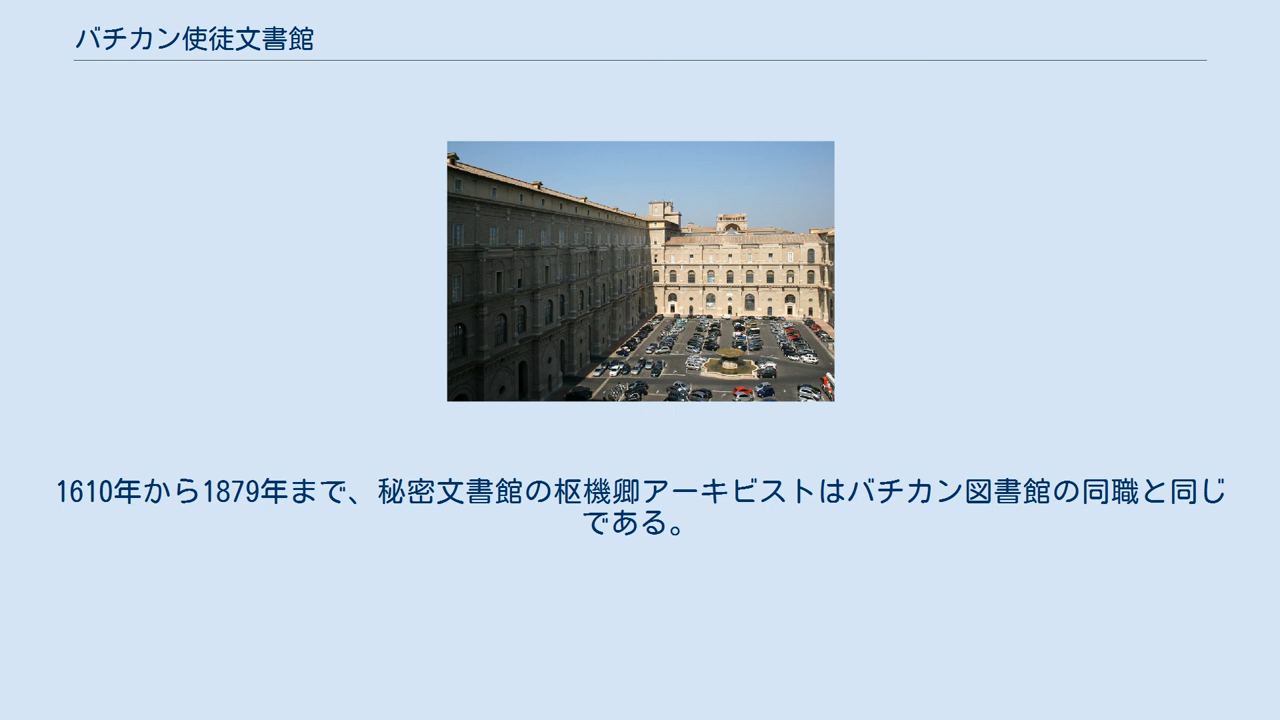 バチカン使徒文書館
1610年から1879年まで、秘密文書館の枢機卿アーキビストはバチカン図書館の同職と同じ
である。